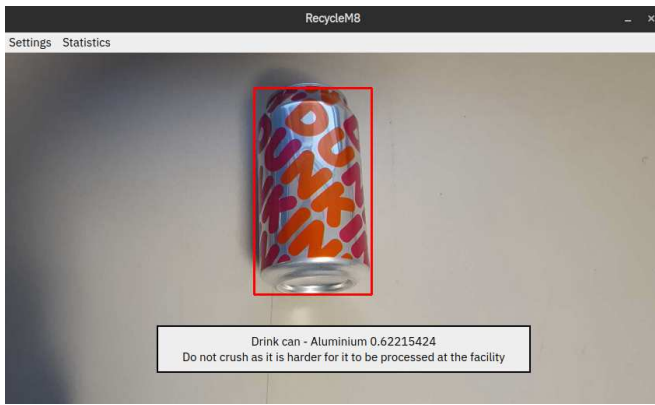 RecycleM8
Settings Statistics
DUNKIN
Drink can - Aluminium 0.62215424
Do not crush as it is harder for it to be processed at the facility